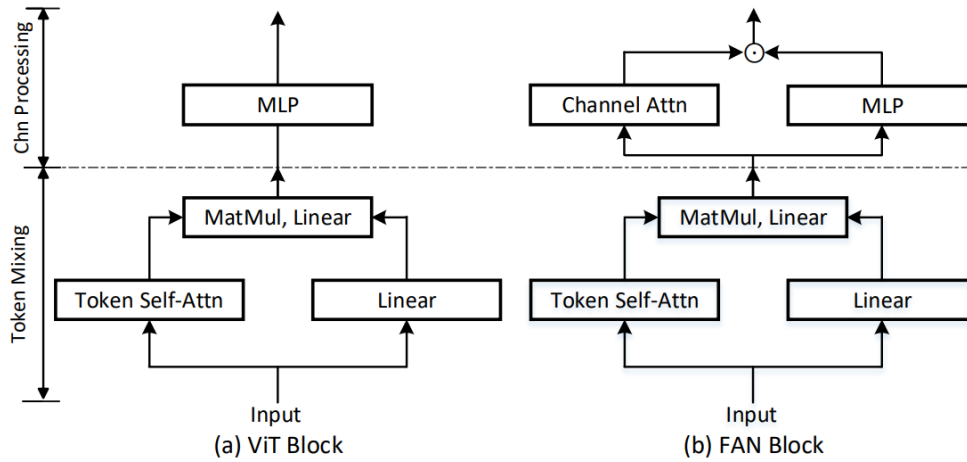 Chn Processing
Token Mixing
MLP
MatMul, Linear
Token Self-Attn
Linear
Input
(a) ViT Block
Channel Attn
MLP
MatMul, Linear
Token Self-Attn
Linear
Input
(b) FAN Block